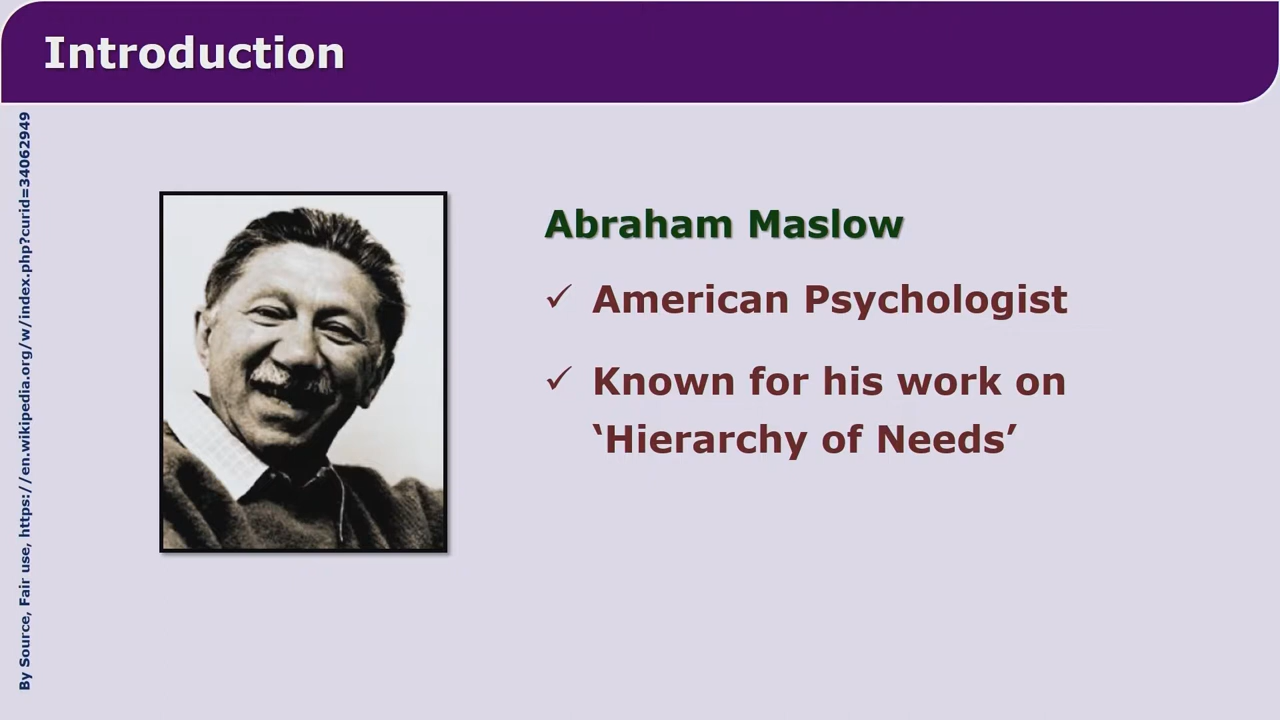 Introduction
By Source, Fair use, https://en.wikipedia.org/w/index.php?curid=34062949
Abraham Maslow
✓ American Psychologist
✓ Known for his work on
‘Hierarchy of Needs’